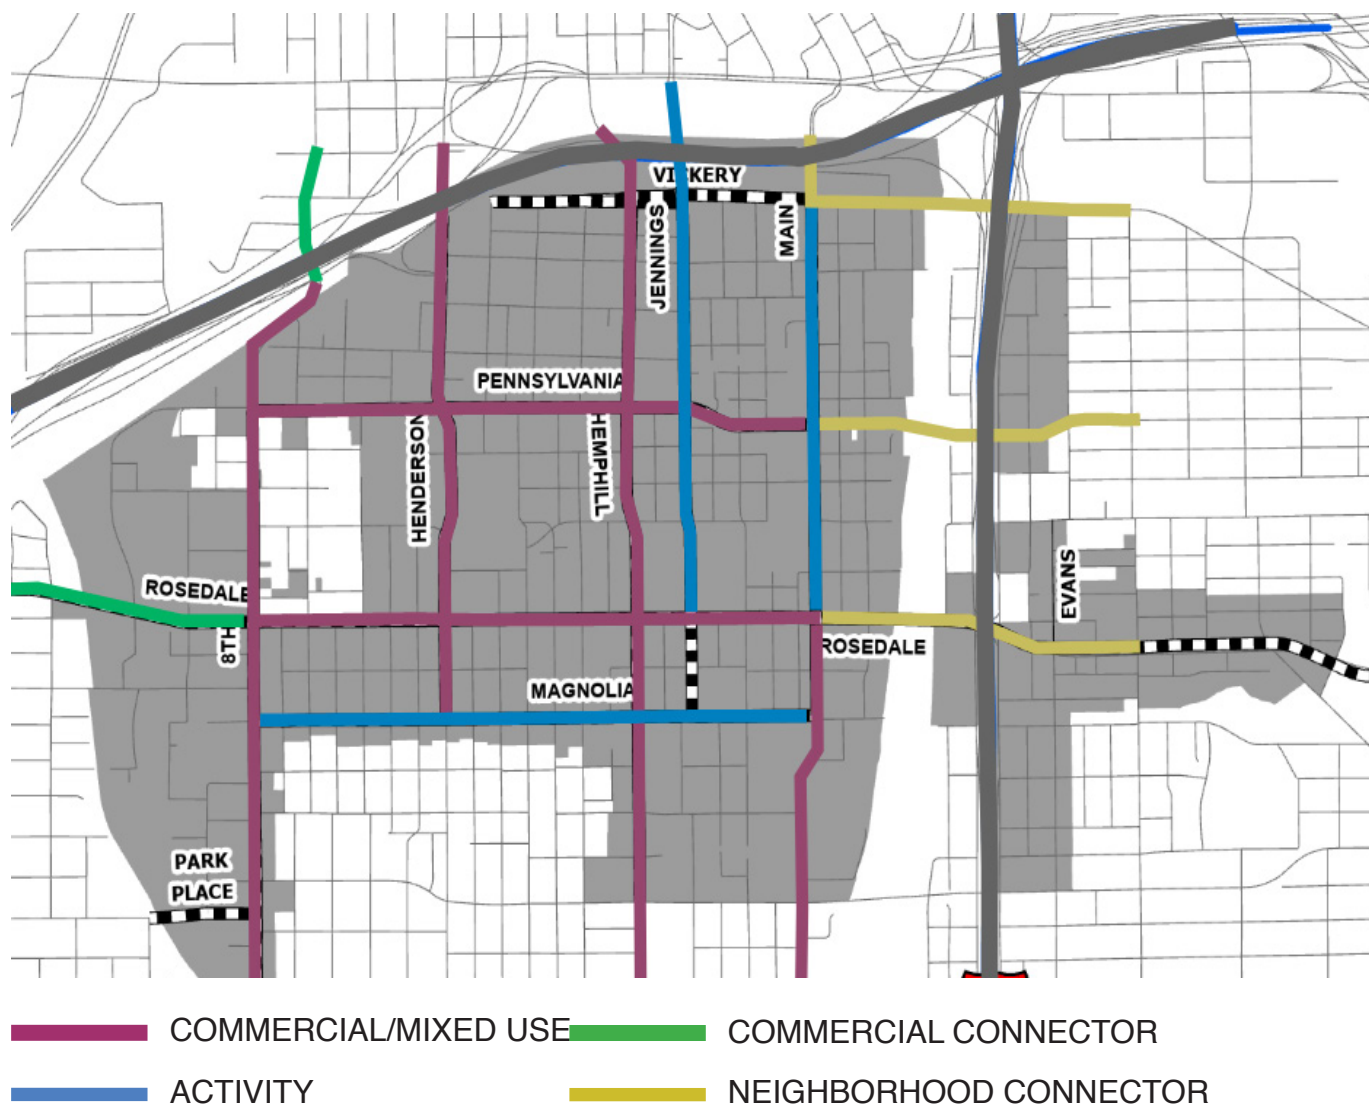 VICKERY
JENNINGS
MAIN
PENNSYLVANIA
HENDERSON
HEMPHILL
ROSEDALE
8TH
EVANS
ROSEDALE
MAGNOLIA
PARK
PLACE
COMMERCIAL/MIXED USE
COMMERCIAL CONNECTOR
ACTIVITY
NEIGHBORHOOD CONNECTOR